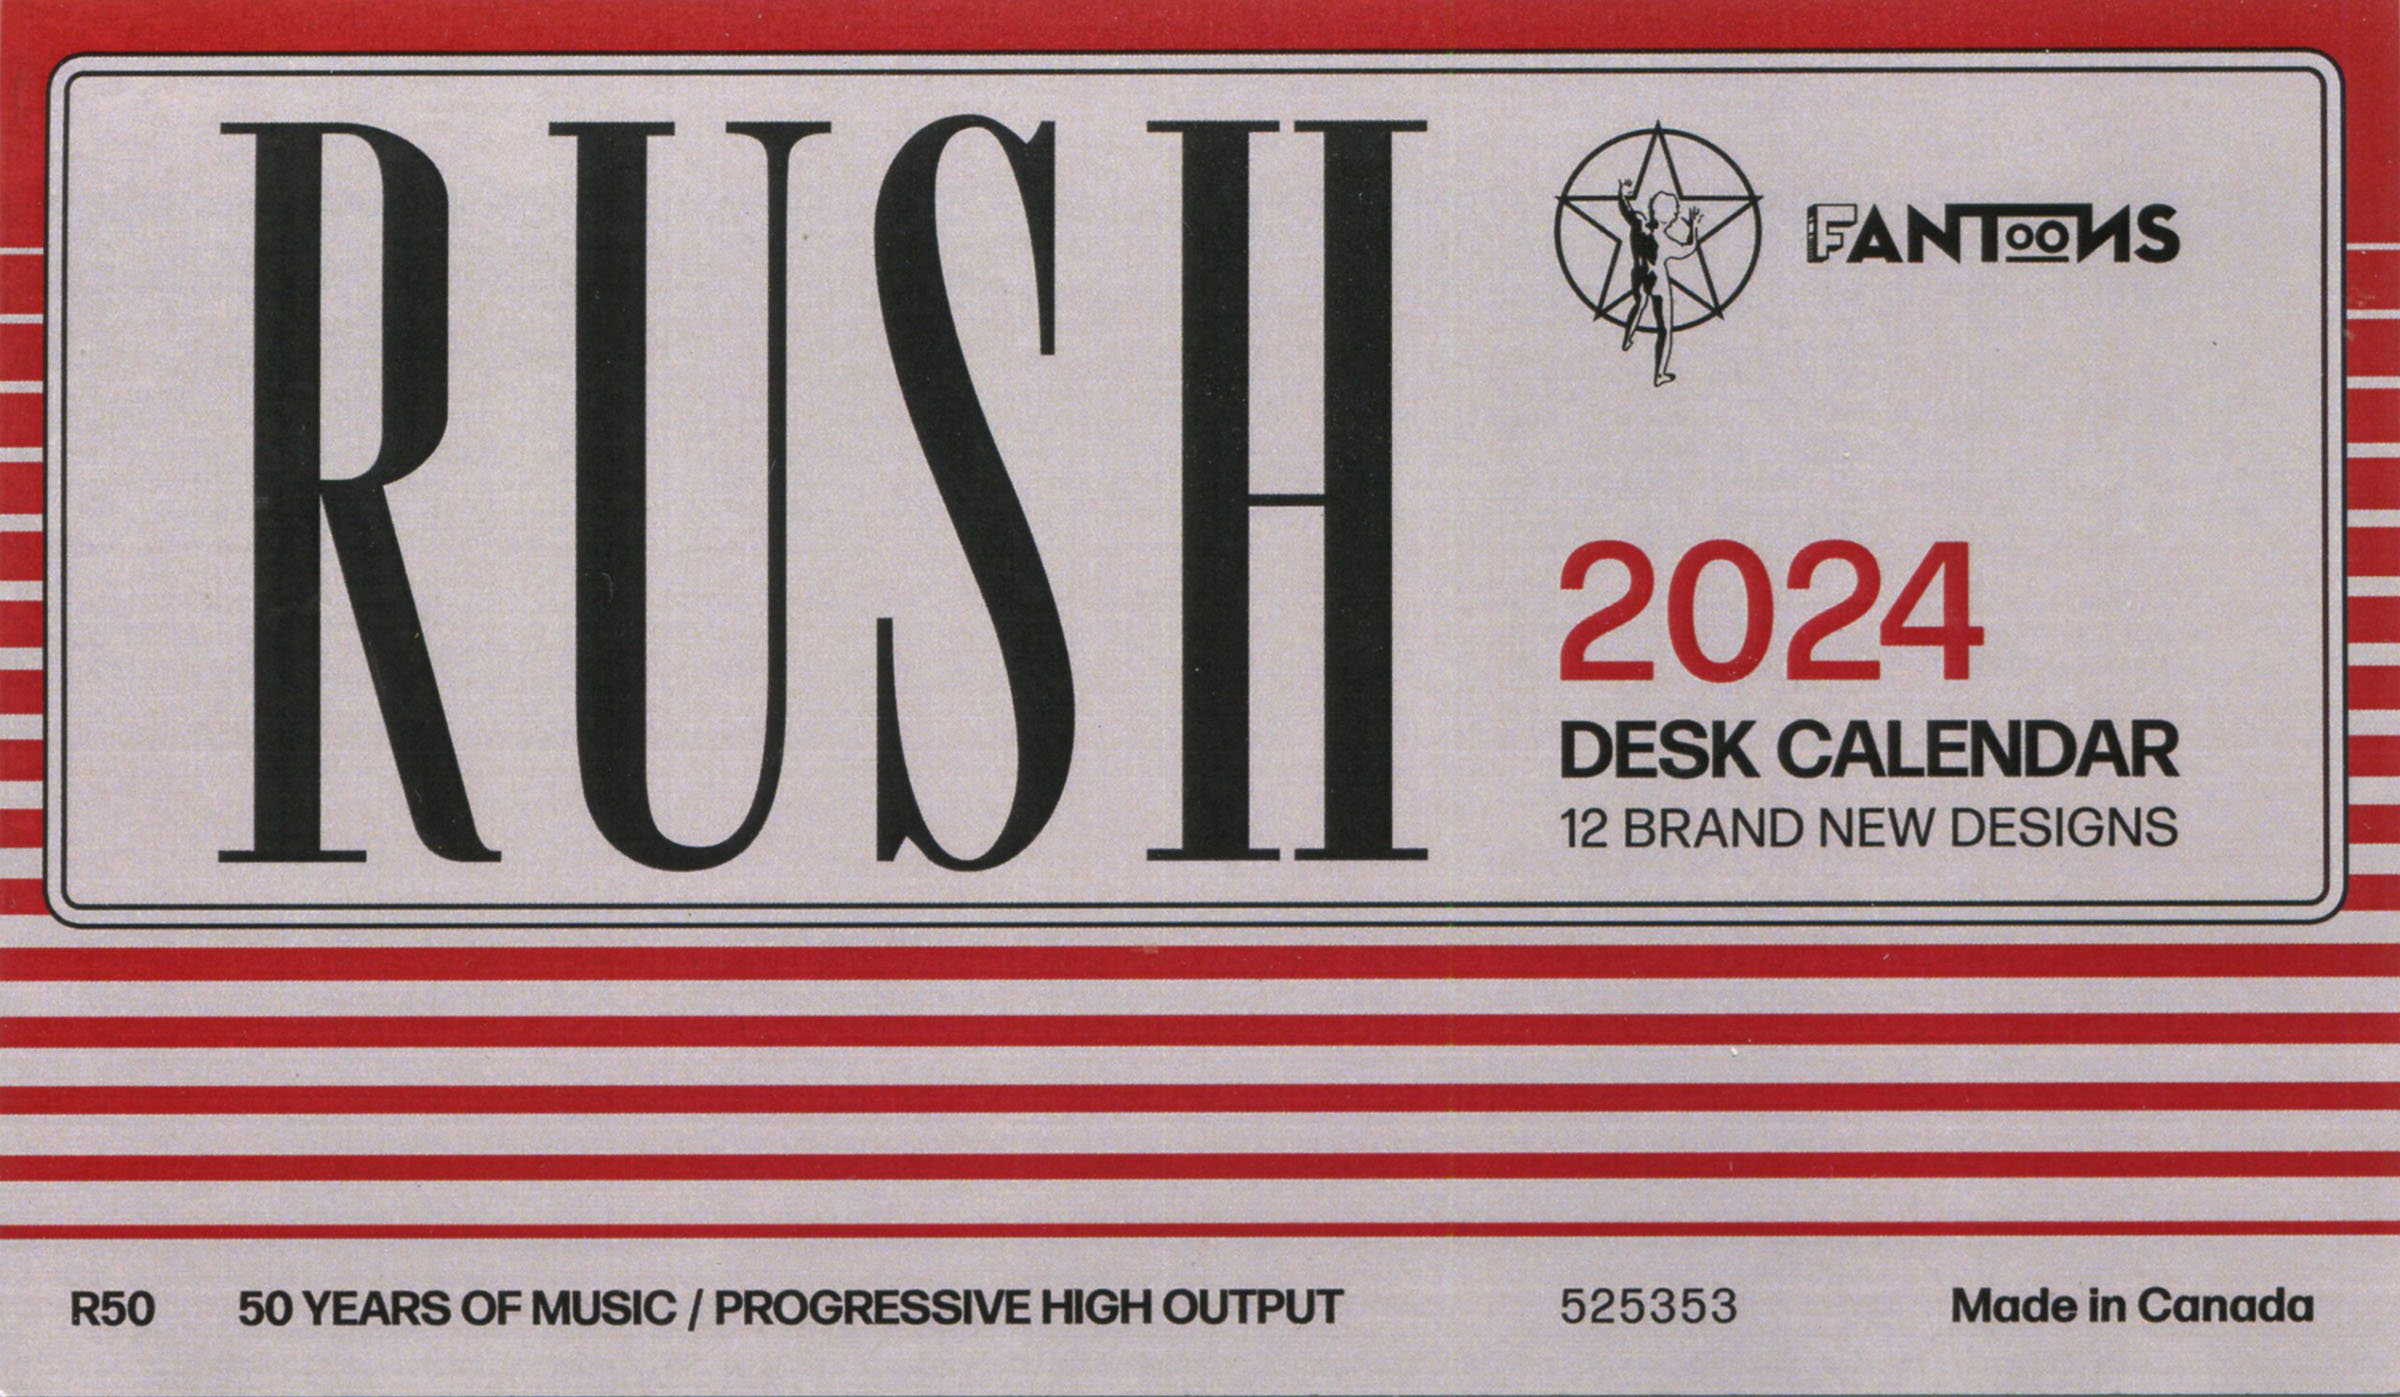 RUSH
FANTOONS
2024
DESK CALENDAR
12 BRAND NEW DESIGNS
R50 50 YEARS OF MUSIC / PROGRESSIVE HIGH OUTPUT 525353 Made in Canada